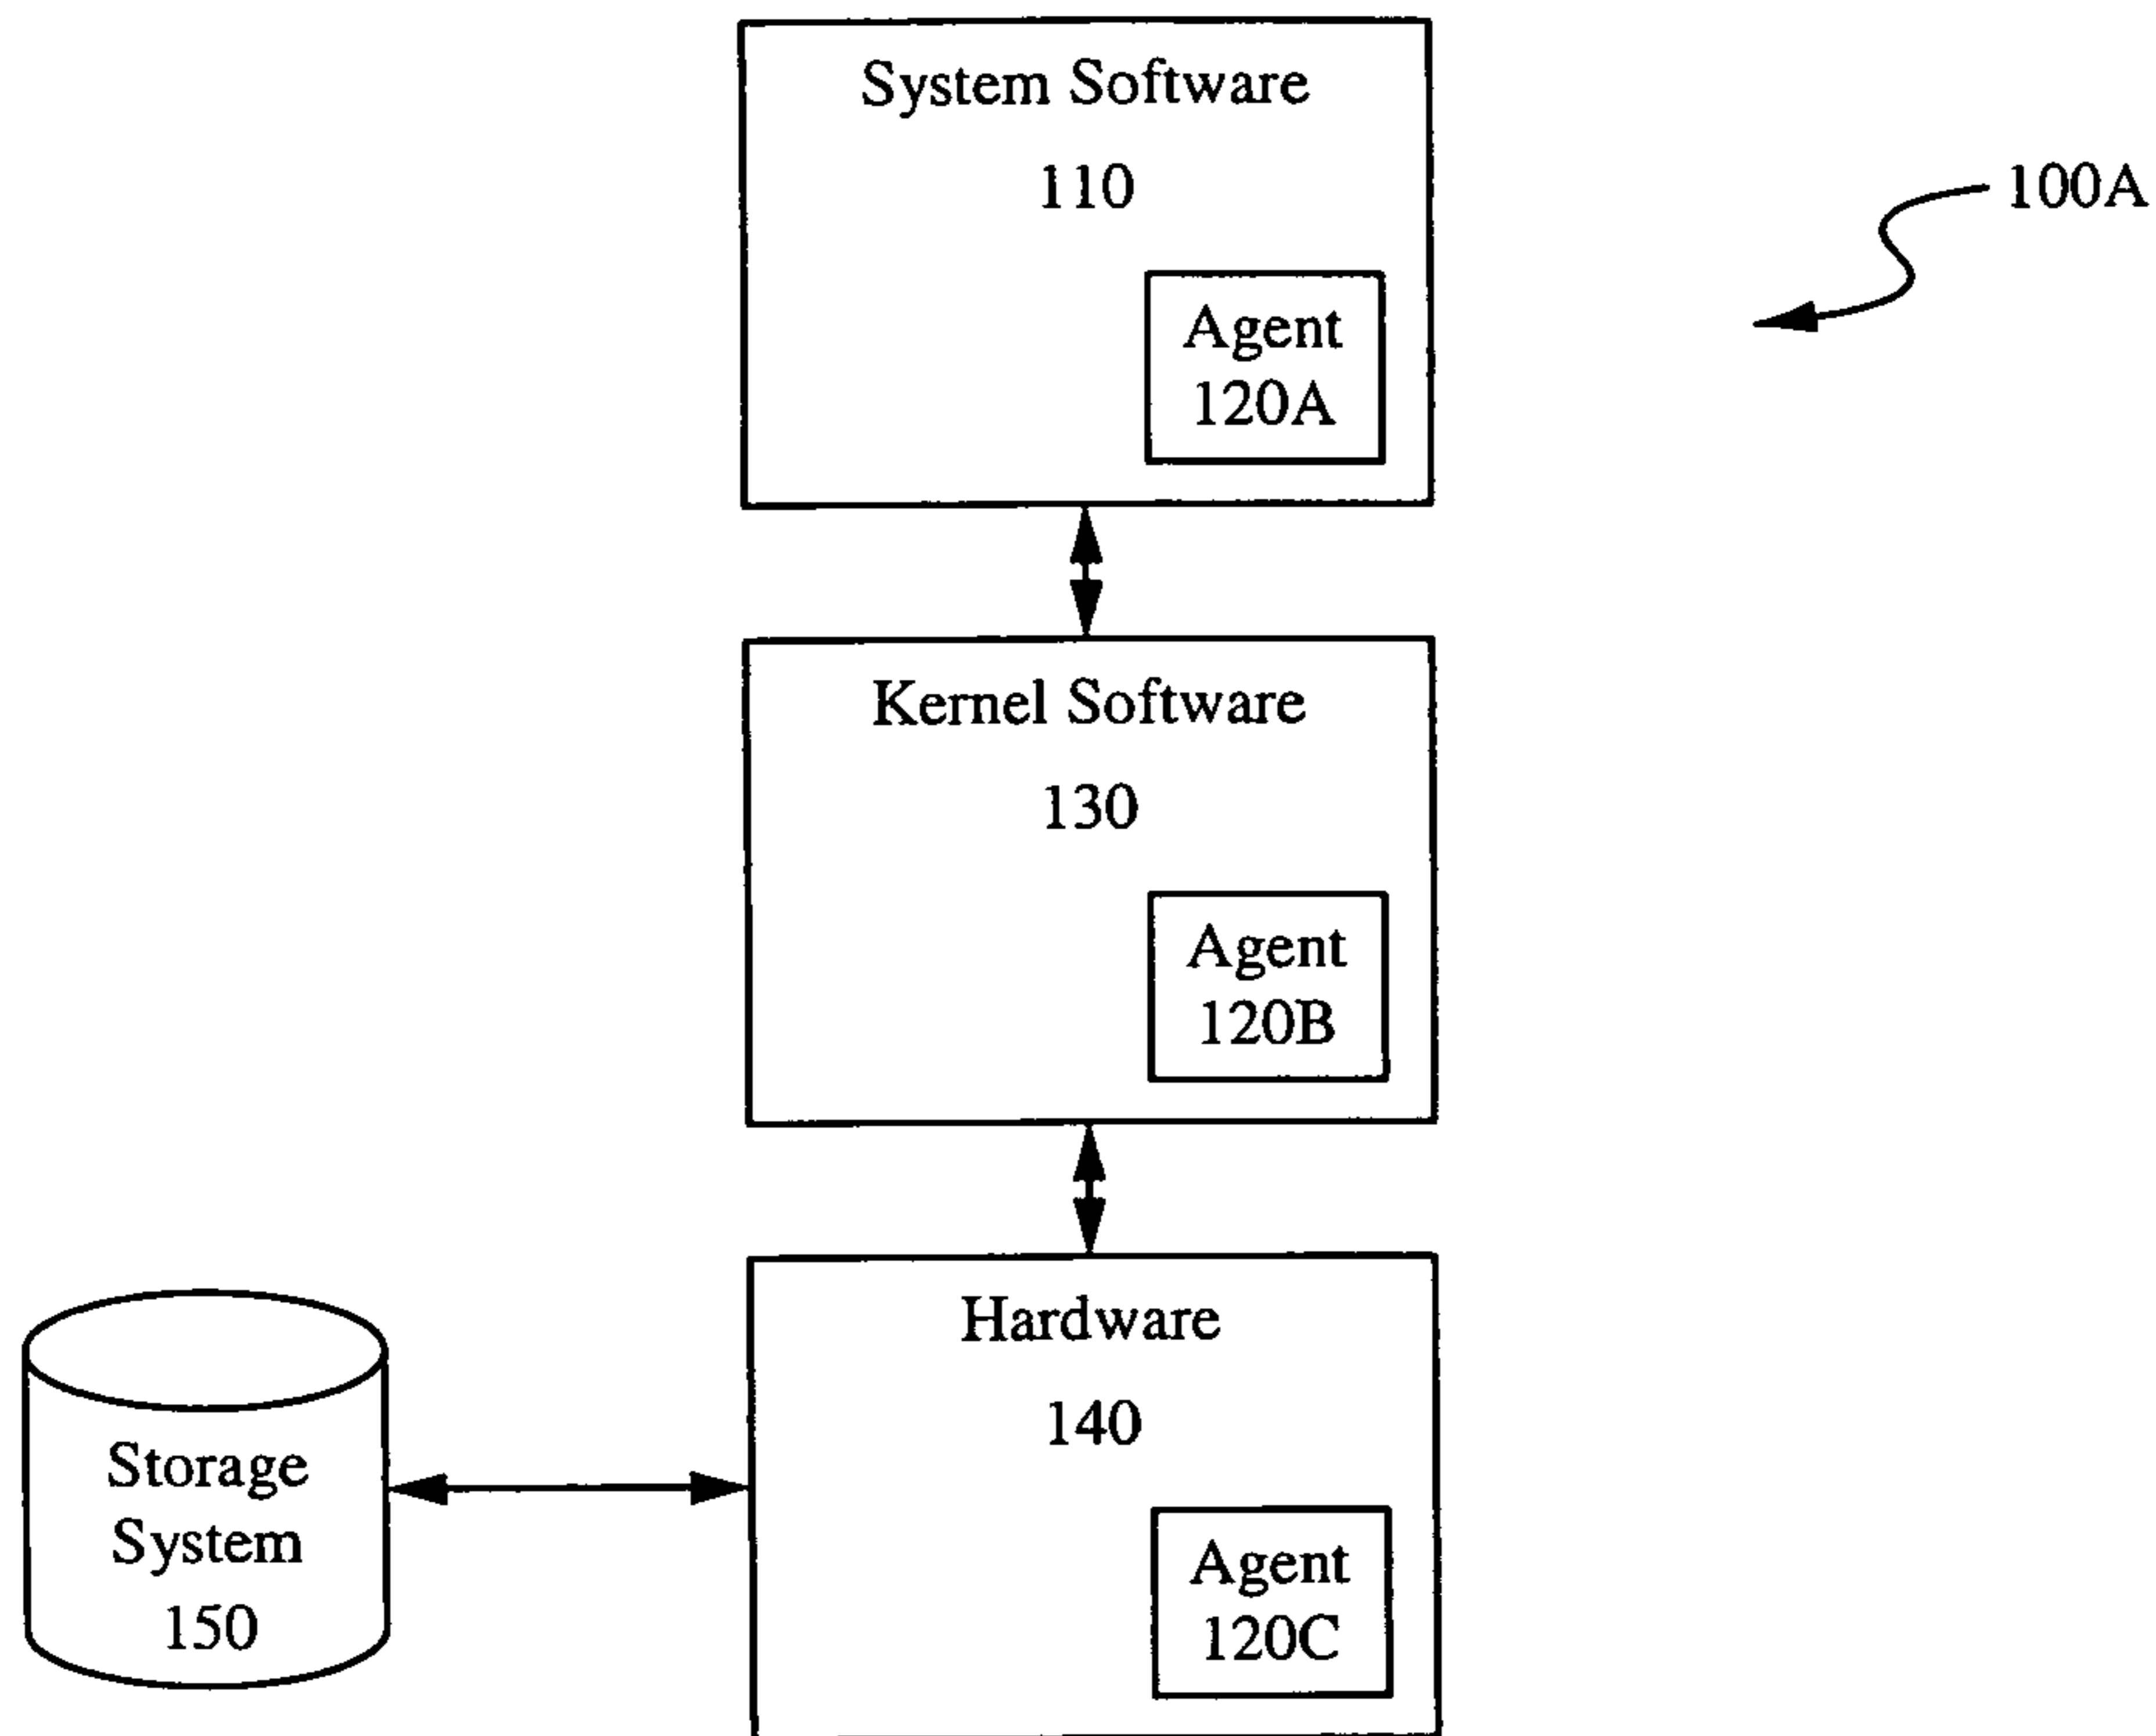 System Software
110
100A
Agent
120A
Kernel Software
130
Agent
120B
Hardware
140
Storage
System
150
Agent
120C